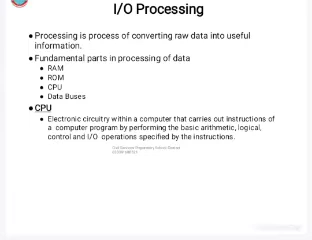 I/O Processing
● Processing is process of converting raw data into useful
information.
● Fundamental parts in processing of data
● RAM
● ROM
● CPU
● Data Buses
● CPU
● Electronic circuitry within a computer that carries out instructions of
a computer program by performing the basic arithmetic, logical,
control and I/O operations specified by the instructions.